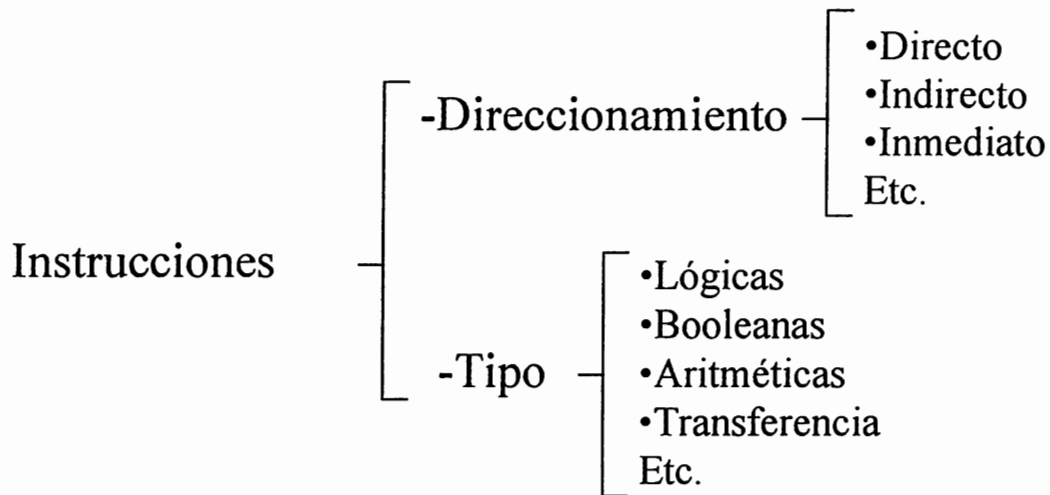 Instrucciones
-Direccionamiento
•Directo
•Indirecto
•Inmediato
Etc.
-Tipo
•Lógicas
•Booleanas
•Aritméticas
•Transferencia
Etc.